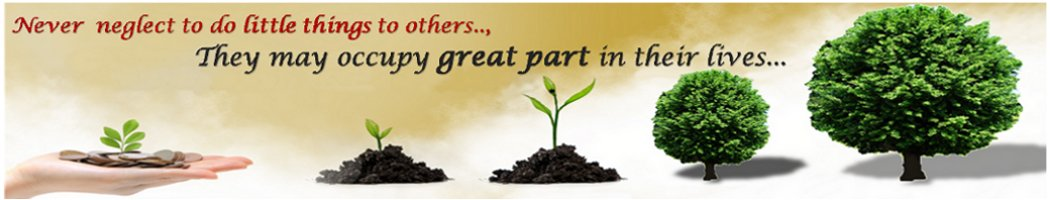 Never neglect to do little things to others..,
They may occupy great part in their lives...